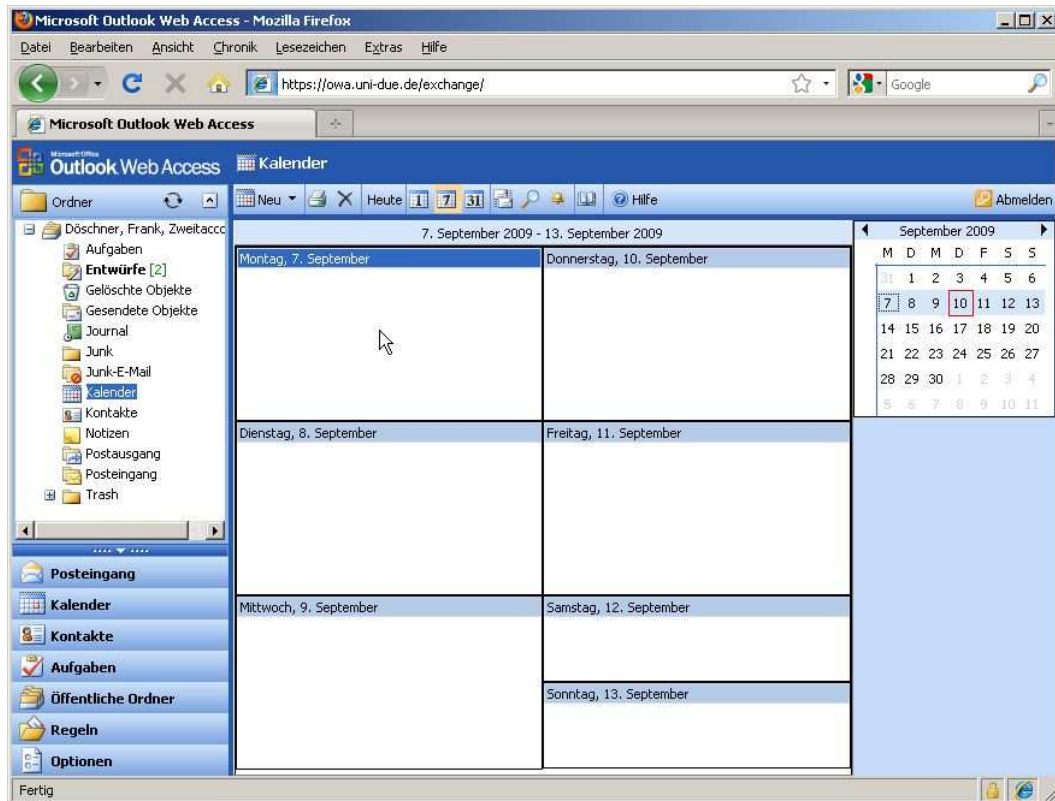 Microsoft Outlook Web Access - Mozilla Firefox
Datei Bearbeiten Ansicht Chronik Lesezeichen Extras Hilfe
https://owa.uni-due.de/exchange/
Google
Microsoft Outlook Web Access
Microsoft Office
Outlook Web Access
Kalender
Ordner
Neu Heute 1 7 31 Hilfe Abmelden
Döschner, Frank, Zweitacco
Aufgaben
Entwürfe [2]
Gelöschte Objekte
Gesendete Objekte
Journal
Junk
Junk-E-Mail
Kalender
Kontakte
Notizen
Postausgang
Posteingang
Trash
Posteingang
Kalender
Kontakte
Aufgaben
Öffentliche Ordner
Regeln
Optionen
7. September 2009 - 13. September 2009
Montag, 7. September
Dienstag, 8. September
Mittwoch, 9. September
Donnerstag, 10. September
Freitag, 11. September
Samstag, 12. September
Sonntag, 13. September
September 2009
M D M D F S S
31 1 2 3 4 5 6
7 8 9 10 11 12 13
14 15 16 17 18 19 20
21 22 23 24 25 26 27
28 29 30 1 2 3 4
5 6 7 8 9 10 11
Fertig